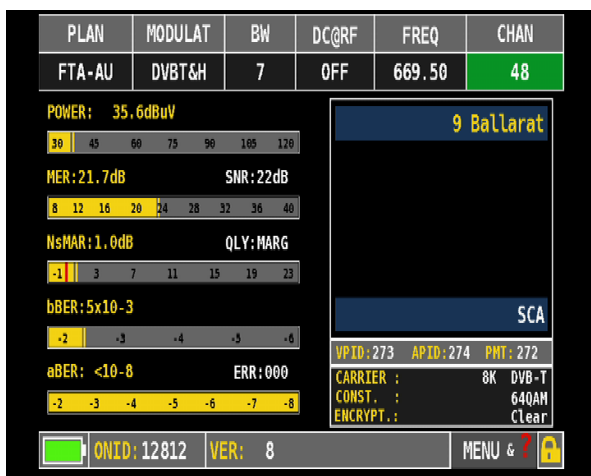 PLAN MODULAT BW DC@RF FREQ CHAN
FTA-AU DVBT&H 7 OFF 669.50 48
POWER: 35.6dBuV
30 45 60 75 90 105 120
MER:21.7dB SNR:22dB
8 12 16 20 24 28 32 36 40
NsMAR:1.0dB QLY:MARG
-1 3 7 11 15 19 23
bBER:5x10-3
-2 -3 -4 -5 -6
aBER: <10-8 ERR:000
-2 -3 -4 -5 -6 -7 -8
9 Ballarat
SCA
VPID:273 APID:274 PMT:272
CARRIER : 8K DVB-T
CONST. : 64QAM
ENCRYPT.: Clear
ONID:12812 VER: 8 MENU & ?